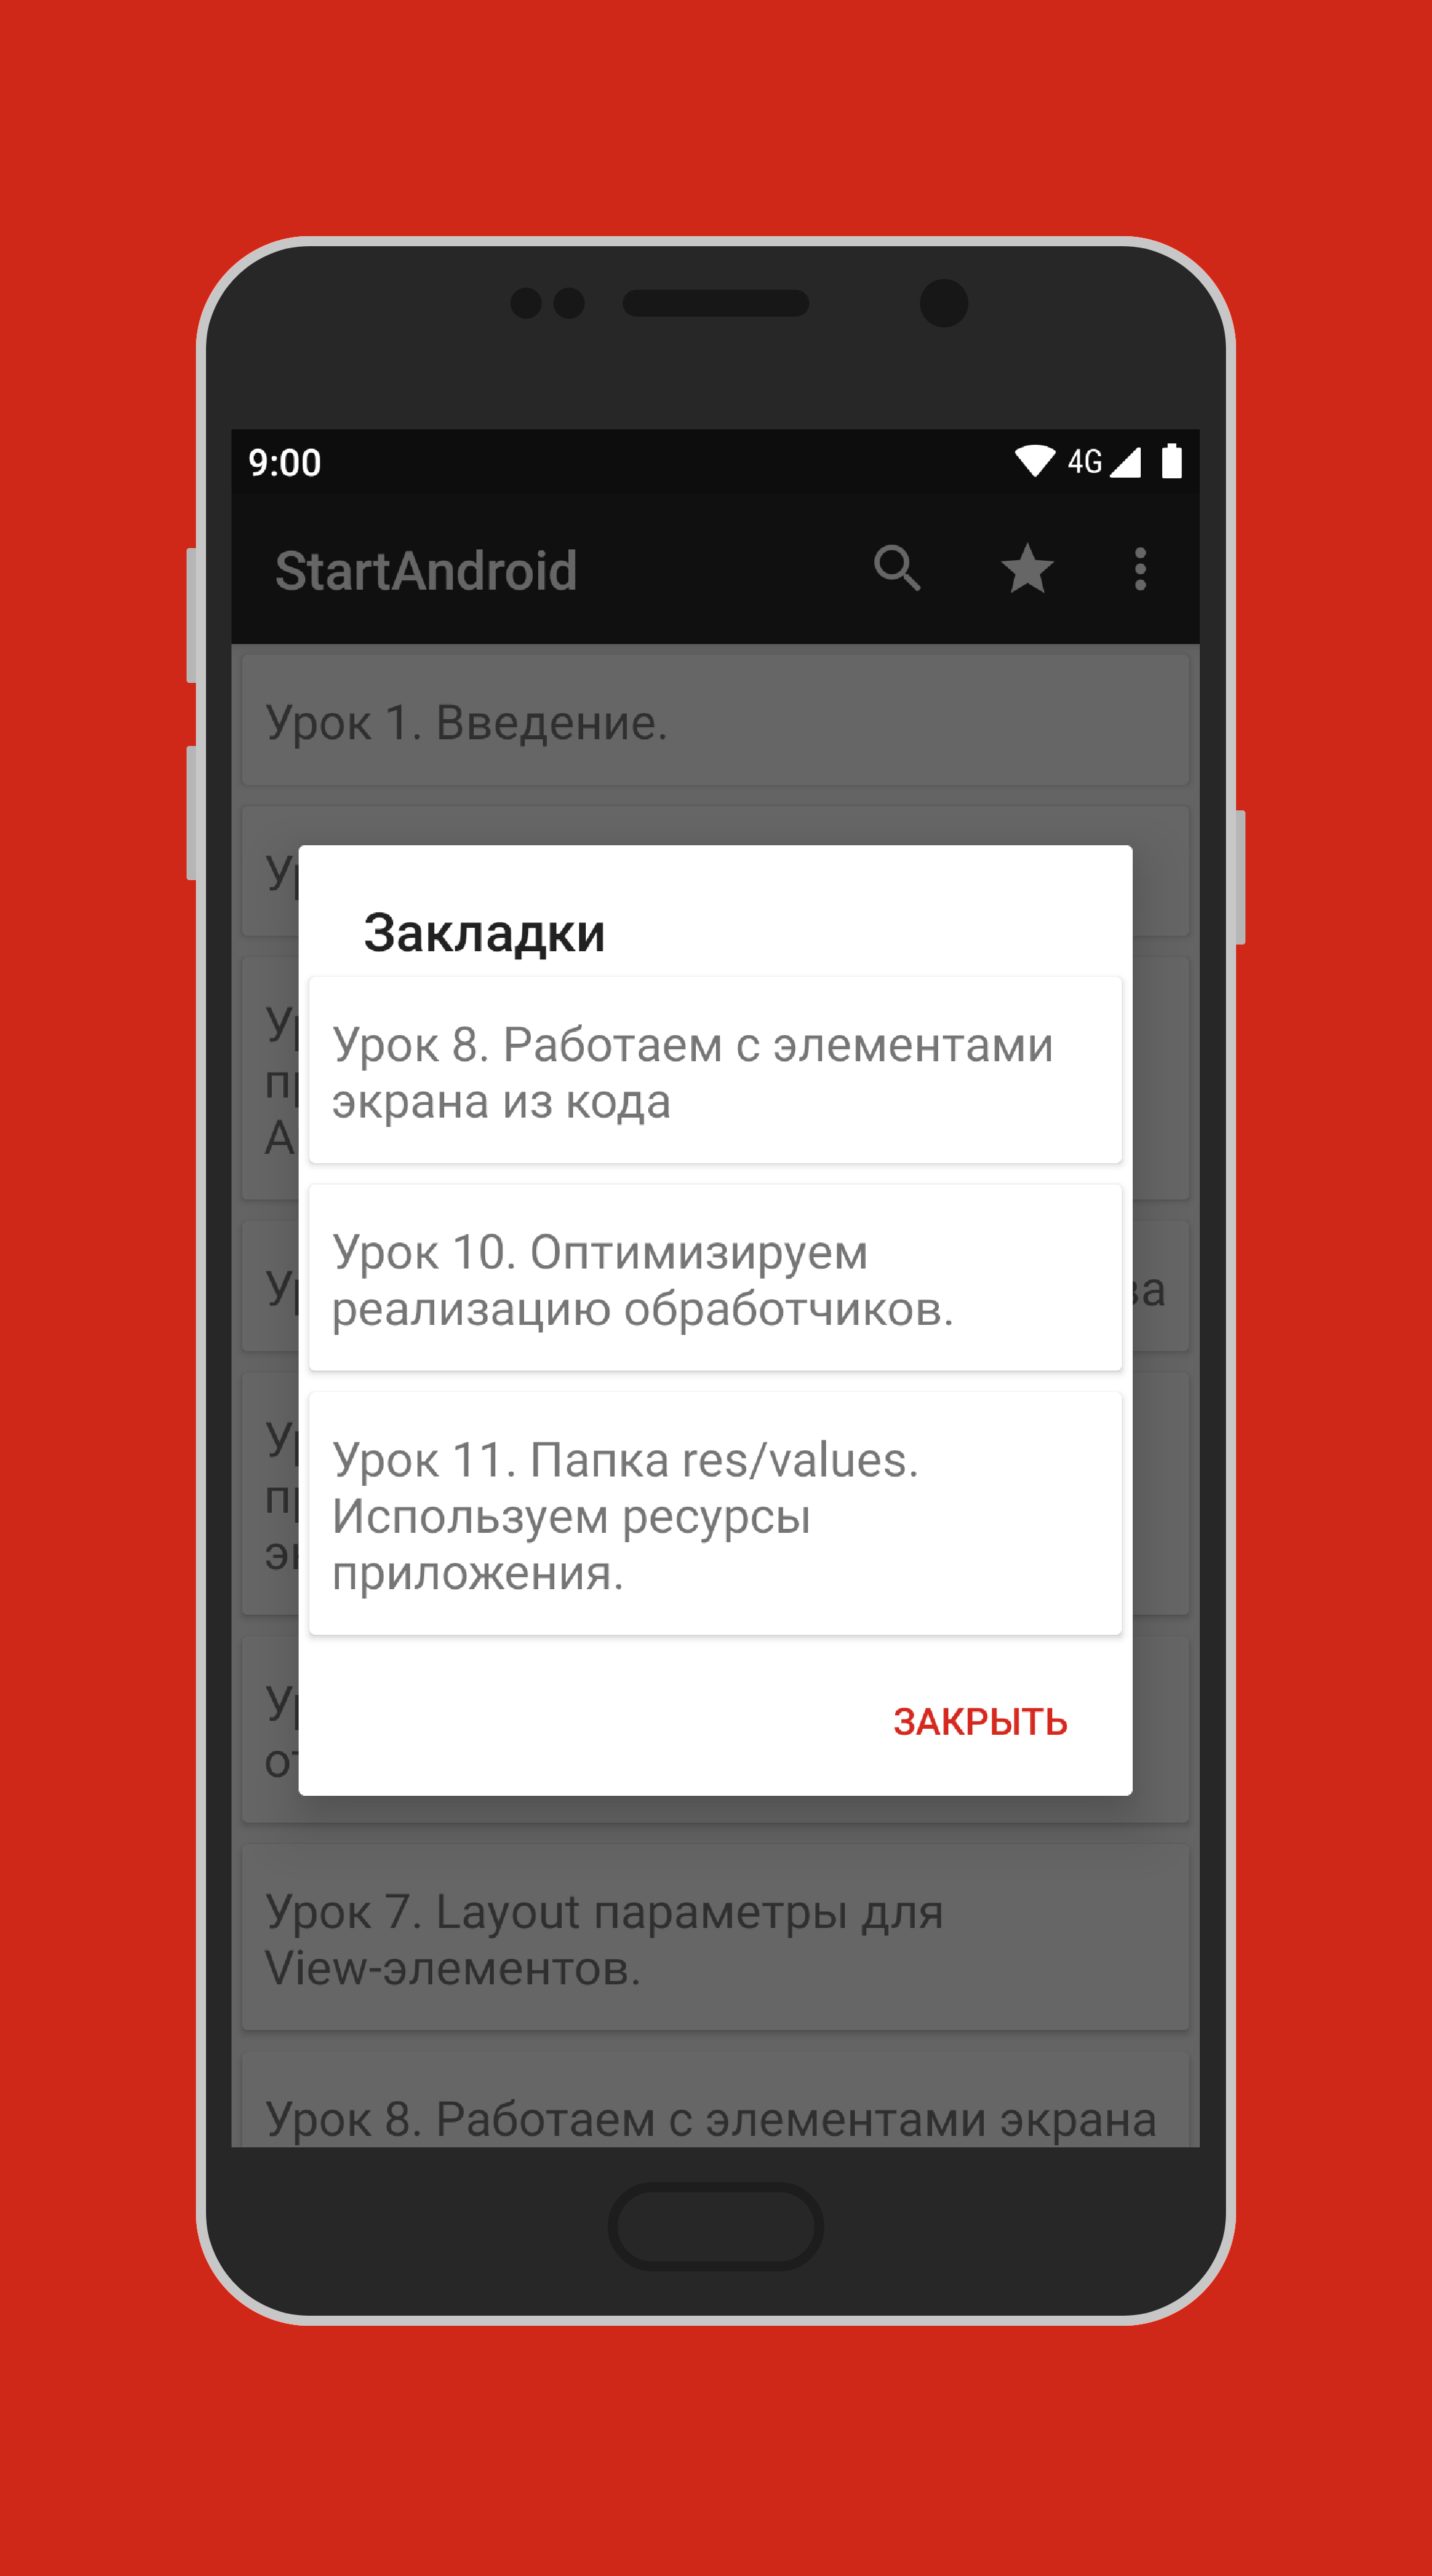 9:00
4G
StartAndroid
Урок 1. Введение.
Закладки
Урок 8. Работаем с элементами
экрана из кода
Урок 10. Оптимизируем
реализацию обработчиков.
Урок 11. Папка res/values.
Используем ресурсы
приложения.
ЗАКРЫТЬ
Урок 7. Layout параметры для
View-элементов.
Урок 8. Работаем с элементами экрана